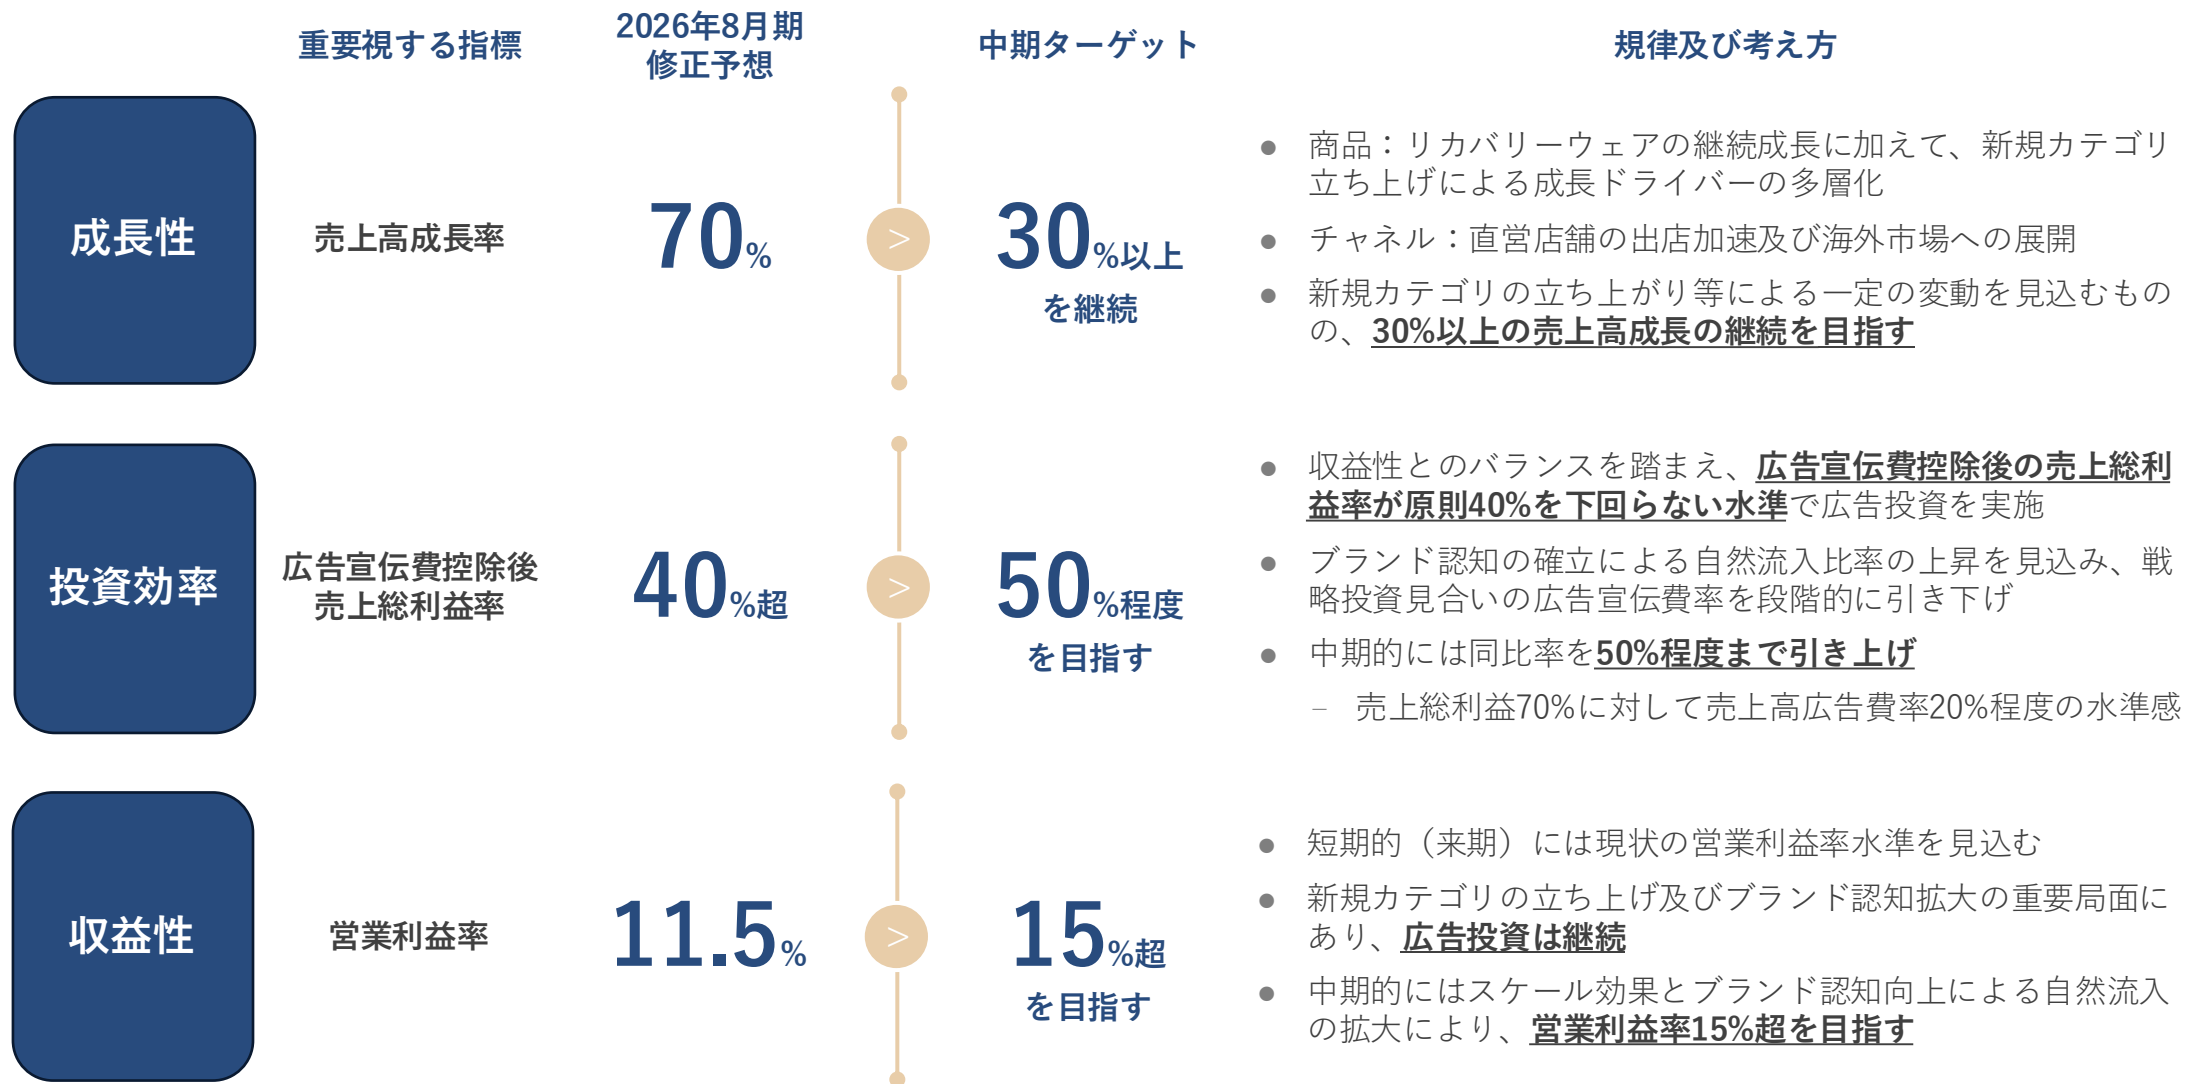 重要視する指標
2026年8月期
修正予想
中期ターゲット
規律及び考え方
成長性
売上高成長率
70%
>
30%以上
を継続
● 商品：リカバリーウェアの継続成長に加えて、新規カテゴリ
立ち上げによる成長ドライバーの多層化
● チャネル：直営店舗の出店加速及び海外市場への展開
● 新規カテゴリの立ち上がり等による一定の変動を見込むもの
の、30%以上の売上高成長の継続を目指す
投資効率
広告宣伝費控除後
売上総利益率
40%超
>
50%程度
を目指す
● 収益性とのバランスを踏まえ、広告宣伝費控除後の売上総利
益率が原則40%を下回らない水準で広告投資を実施
● ブランド認知の確立による自然流入比率の上昇を見込み、戦
略投資見合いの広告宣伝費率を段階的に引き下げ
● 中期的には同比率を50%程度まで引き上げ
– 売上総利益70%に対して売上高広告費率20%程度の水準感
収益性
営業利益率
11.5%
>
15%超
を目指す
● 短期的（来期）には現状の営業利益率水準を見込む
● 新規カテゴリの立ち上げ及びブランド認知拡大の重要局面に
あり、広告投資は継続
● 中期的にはスケール効果とブランド認知向上による自然流入
の拡大により、営業利益率15%超を目指す